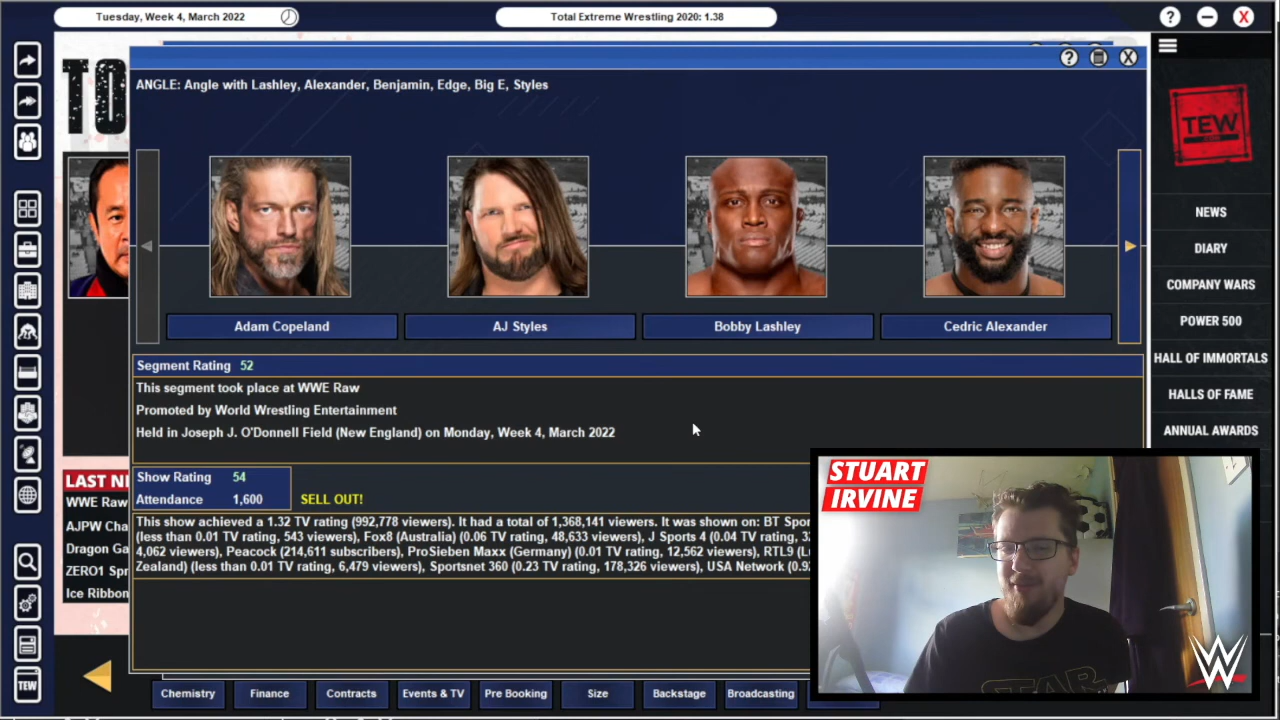 Tuesday, Week 4, March 2022
Total Extreme Wrestling 2020: 1.38
?
X
TO
?
X
ANGLE: Angle with Lashley, Alexander, Benjamin, Edge, Big E, Styles
Adam Copeland
AJ Styles
Bobby Lashley
Cedric Alexander
Segment Rating 52
This segment took place at WWE Raw
Promoted by World Wrestling Entertainment
Held in Joseph J. O'Donnell Field (New England) on Monday, Week 4, March 2022
Show Rating 54
Attendance 1,600
SELL OUT!
This show achieved a 1.32 TV rating (992,778 viewers). It had a total of 1,368,141 viewers. It was shown on: BT Spor
(less than 0.01 TV rating, 543 viewers), Fox8 (Australia) (0.06 TV rating, 48,633 viewers), J Sports 4 (0.04 TV rating, 32
4,062 viewers), Peacock (214,611 subscribers), ProSieben Maxx (Germany) (0.01 TV rating, 12,562 viewers), RTL9 (L
Zealand) (less than 0.01 TV rating, 6,479 viewers), Sportsnet 360 (0.23 TV rating, 178,326 viewers), USA Network (0.92
LAST NI
WWE Raw
AJPW Cha
Dragon Ga
ZERO1 Spr
Ice Ribbon
TEW
Chemistry
Finance
Contracts
Events & TV
Pre Booking
Size
Backstage
Broadcasting
TEW
NEWS
DIARY
COMPANY WARS
POWER 500
HALL OF IMMORTALS
HALLS OF FAME
ANNUAL AWARDS
STUART
IRVINE
STAR
W